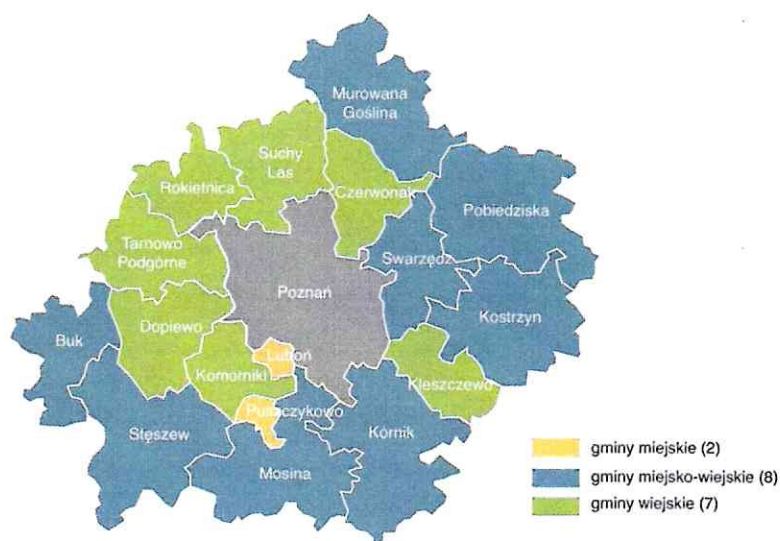 Murowana
Goślina
Suchy
Las
Rokietnica
Czerwonak
Pobiedziska
Tarnowo
Podgórne
Swarzędz
Poznań
Kostrzyn
Buk
Dopiewo
Luboń
Komorniki
Kleszczewo
Puszczykowo
Stęszew
Kórnik
Mosina
gminy miejskie (2)
gminy miejsko-wiejskie (8)
gminy wiejskie (7)